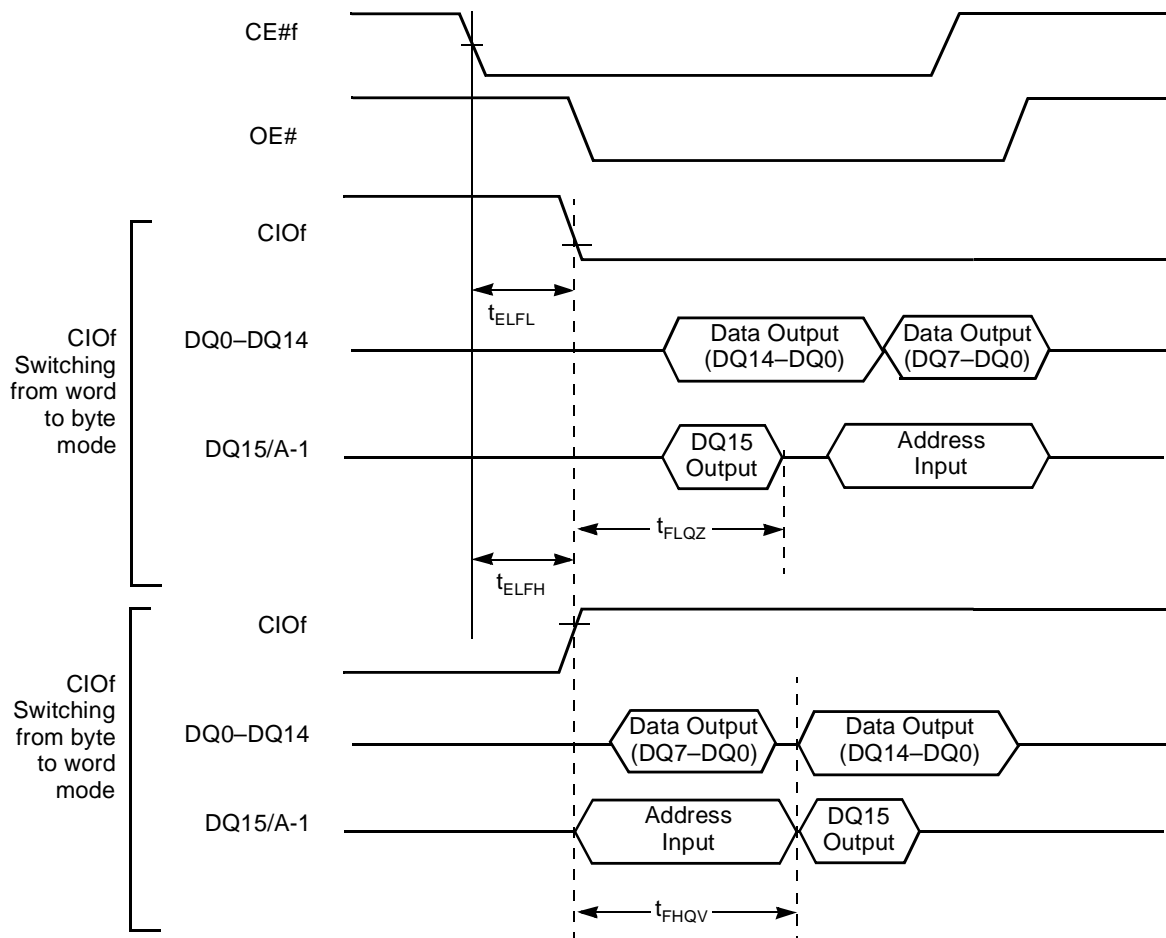 CE#f
OE#
CIOf
tELFL
CIOf
Switching
from word
to byte
mode
DQ0–DQ14
Data Output
(DQ14–DQ0)
Data Output
(DQ7–DQ0)
DQ15/A-1
DQ15
Output
Address
Input
tFLQZ
tELFH
CIOf
CIOf
Switching
from byte
to word
mode
DQ0–DQ14
Data Output
(DQ7–DQ0)
Data Output
(DQ14–DQ0)
DQ15/A-1
Address
Input
DQ15
Output
tFHQV